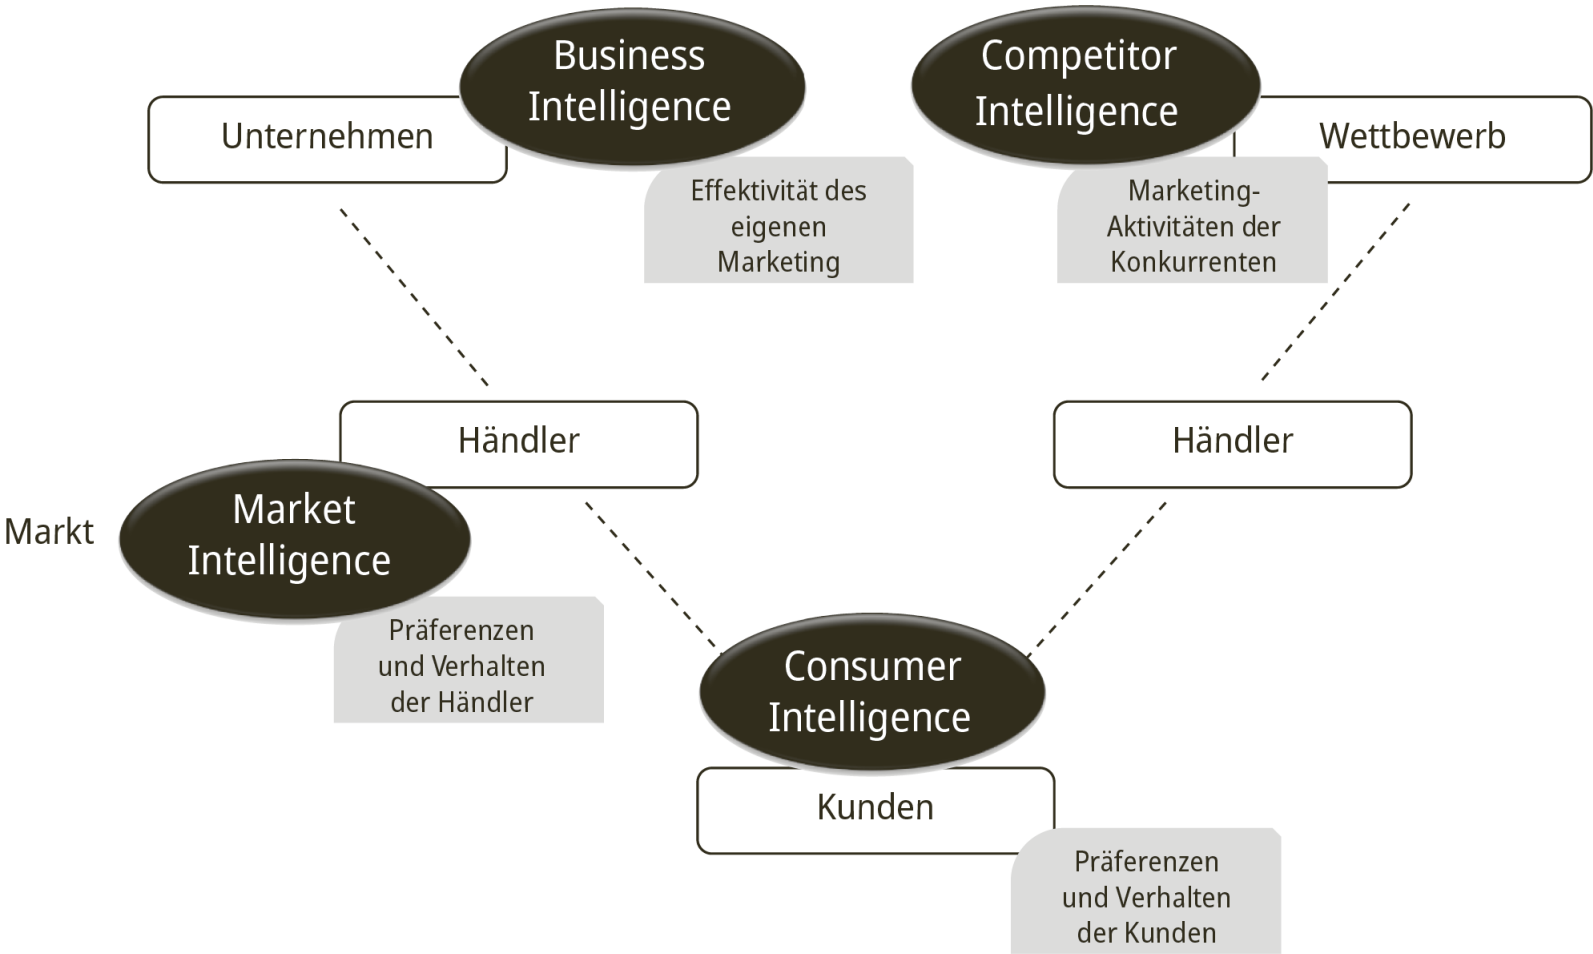 Business
Intelligence
Competitor
Intelligence
Unternehmen
Wettbewerb
Effektivität des
eigenen
Marketing
Marketing-
Aktivitäten der
Konkurrenten
Händler
Händler
Markt
Market
Intelligence
Präferenzen
und Verhalten
der Händler
Consumer
Intelligence
Kunden
Präferenzen
und Verhalten
der Kunden